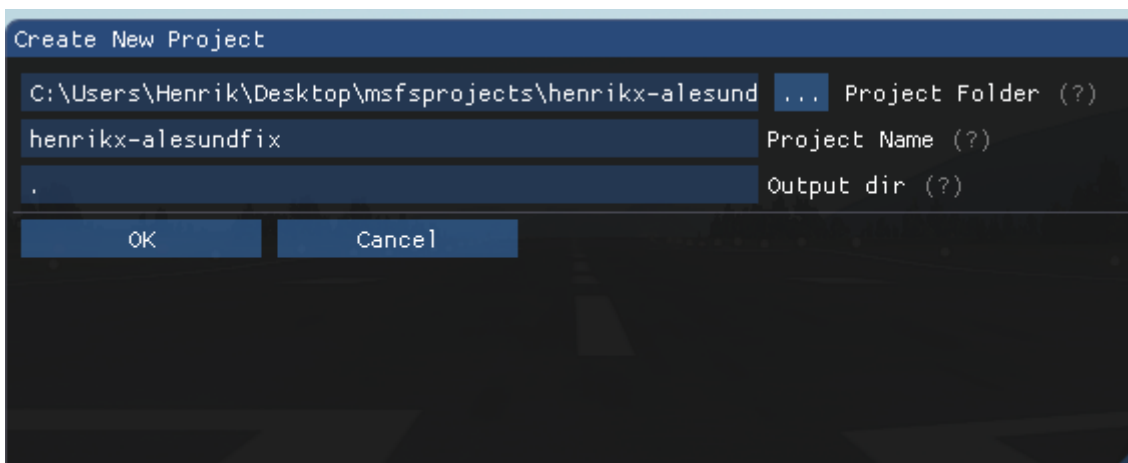 Create New Project
C:\Users\Henrik\Desktop\msfsprojects\henrikx-alesund ... Project Folder (?)
henrikx-alesundfix Project Name (?)
. Output dir (?)
OK Cancel